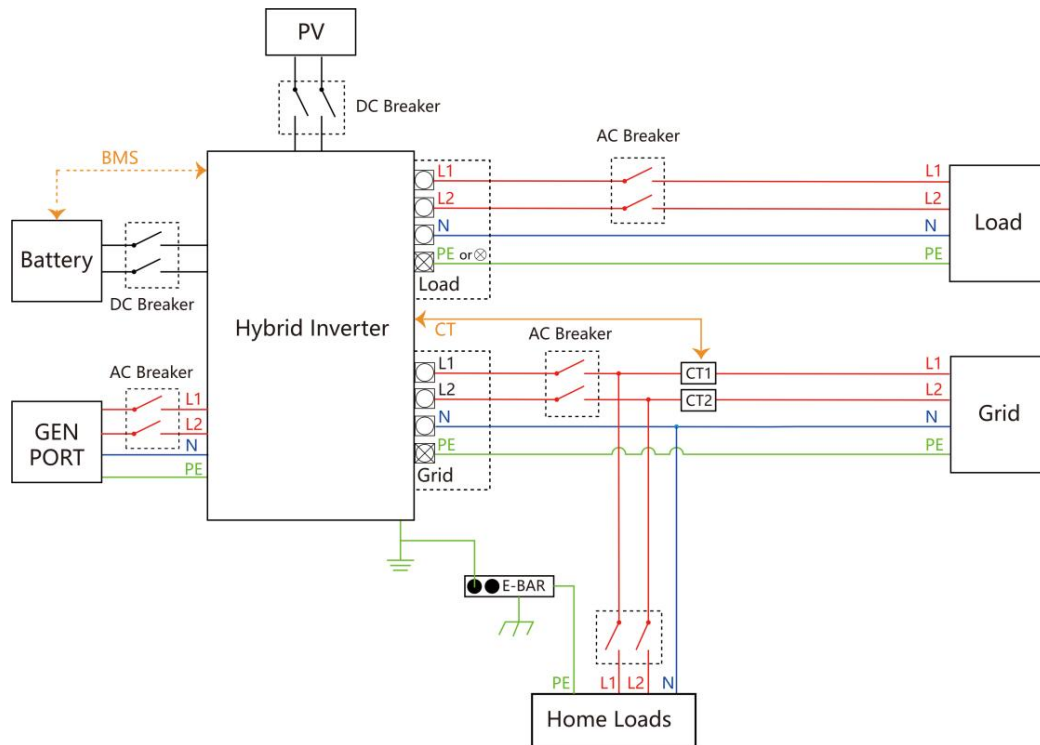 PV
DC Breaker
AC Breaker
BMS
L1
L1
L2
L2
Load
N
N
PE or ⊗
PE
Battery
DC Breaker
Load
Hybrid Inverter
CT
AC Breaker
AC Breaker
L1
CT1
L1
L2
CT2
L2
Grid
N
N
PE
PE
Grid
GEN
PORT
L1
L2
N
PE
E-BAR
PE
L1
L2
N
Home Loads